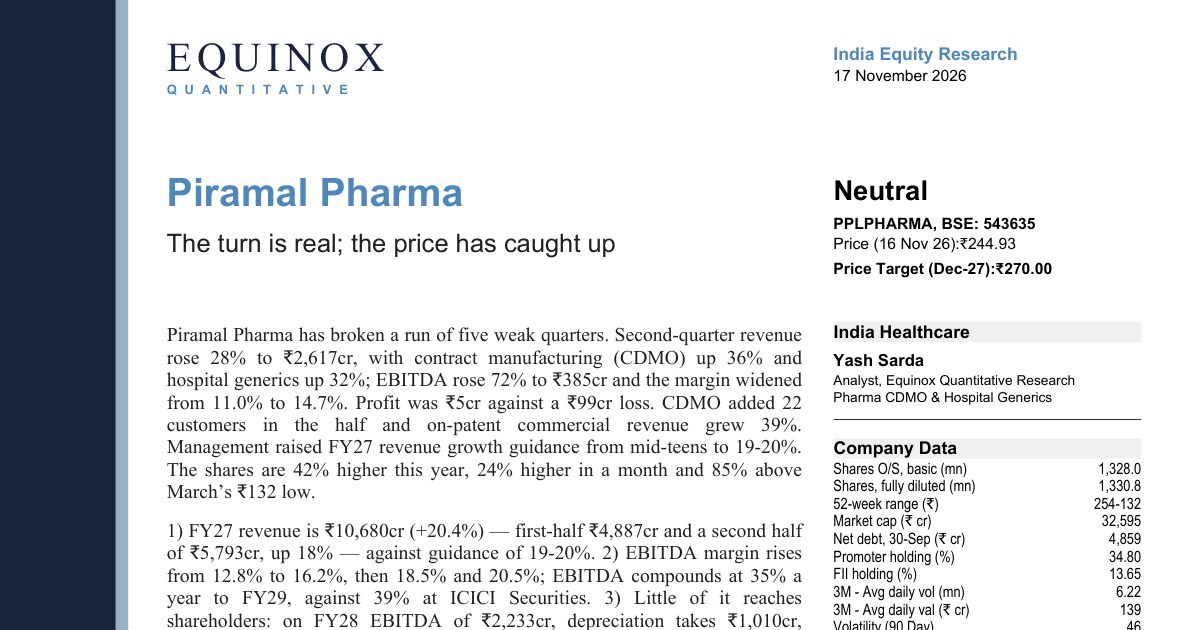 EQUINOX
QUANTITATIVE
India Equity Research
17 November 2026
Piramal Pharma
The turn is real; the price has caught up
Piramal Pharma has broken a run of five weak quarters. Second-quarter revenue
rose 28% to ₹2,617cr, with contract manufacturing (CDMO) up 36% and
hospital generics up 32%; EBITDA rose 72% to ₹385cr and the margin widened
from 11.0% to 14.7%. Profit was ₹5cr against a ₹99cr loss. CDMO added 22
customers in the half and on-patent commercial revenue grew 39%.
Management raised FY27 revenue growth guidance from mid-teens to 19-20%.
The shares are 42% higher this year, 24% higher in a month and 85% above
March’s ₹132 low.
1) FY27 revenue is ₹10,680cr (+20.4%) — first-half ₹4,887cr and a second half
of ₹5,793cr, up 18% — against guidance of 19-20%. 2) EBITDA margin rises
from 12.8% to 16.2%, then 18.5% and 20.5%; EBITDA compounds at 35% a
year to FY29, against 39% at ICICI Securities. 3) Little of it reaches
shareholders: on FY28 EBITDA of ₹2,233cr, depreciation takes ₹1,010cr,
Neutral
PPLPHARMA, BSE: 543635
Price (16 Nov 26):₹244.93
Price Target (Dec-27):₹270.00
India Healthcare
Yash Sarda
Analyst, Equinox Quantitative Research
Pharma CDMO & Hospital Generics
Company Data
Shares O/S, basic (mn) 1,328.0
Shares, fully diluted (mn) 1,330.8
52-week range (₹) 254-132
Market cap (₹ cr) 32,595
Net debt, 30-Sep (₹ cr) 4,859
Promoter holding (%) 34.80
FII holding (%) 13.65
3M - Avg daily vol (mn) 6.22
3M - Avg daily val (₹ cr) 139
Volatility (90 Day) 46